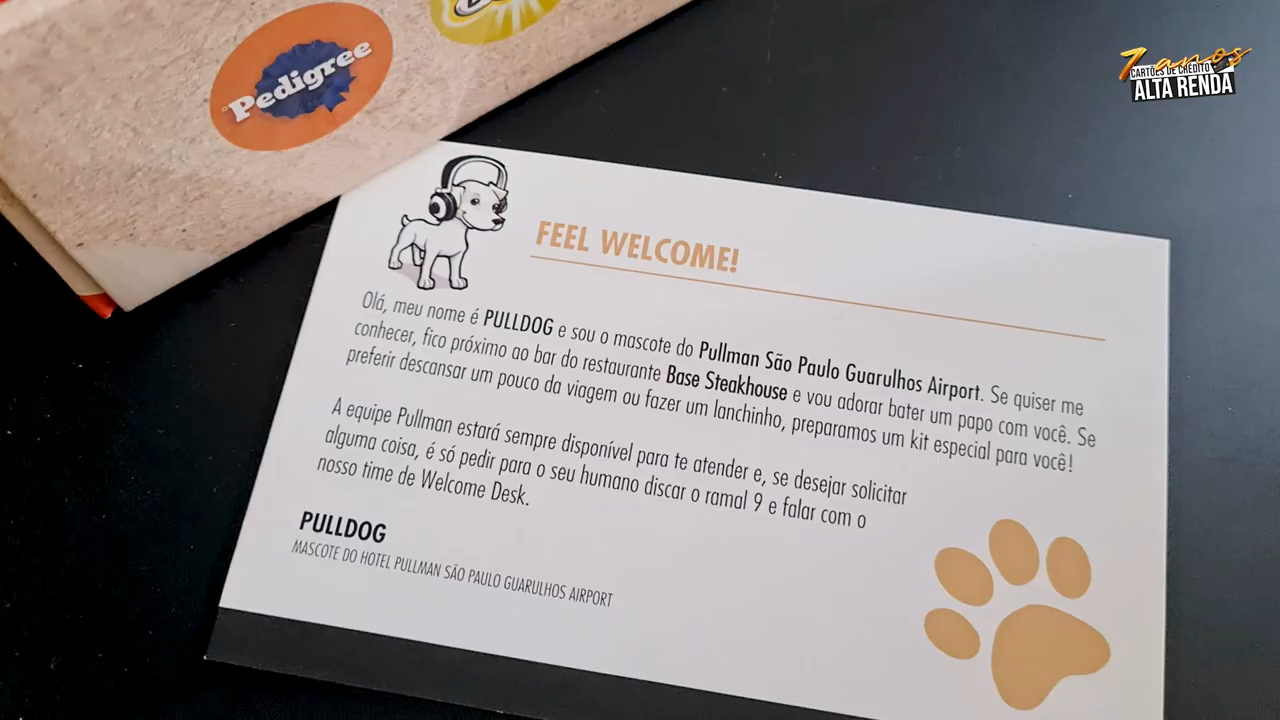 Pedigree
7 anos
CARTÕES DE CRÉDITO
ALTA RENDA
FEEL WELCOME!
Olá, meu nome é PULLDOG e sou o mascote do Pullman São Paulo Guarulhos Airport. Se quiser me
conhecer, fico próximo ao bar do restaurante Base Steakhouse e vou adorar bater um papo com você. Se
preferir descansar um pouco da viagem ou fazer um lanchinho, preparamos um kit especial para você!
A equipe Pullman estará sempre disponível para te atender e, se desejar solicitar
alguma coisa, é só pedir para o seu humano discar o ramal 9 e falar com o
nosso time de Welcome Desk.
PULLDOG
MASCOTE DO HOTEL PULLMAN SÃO PAULO GUARULHOS AIRPORT